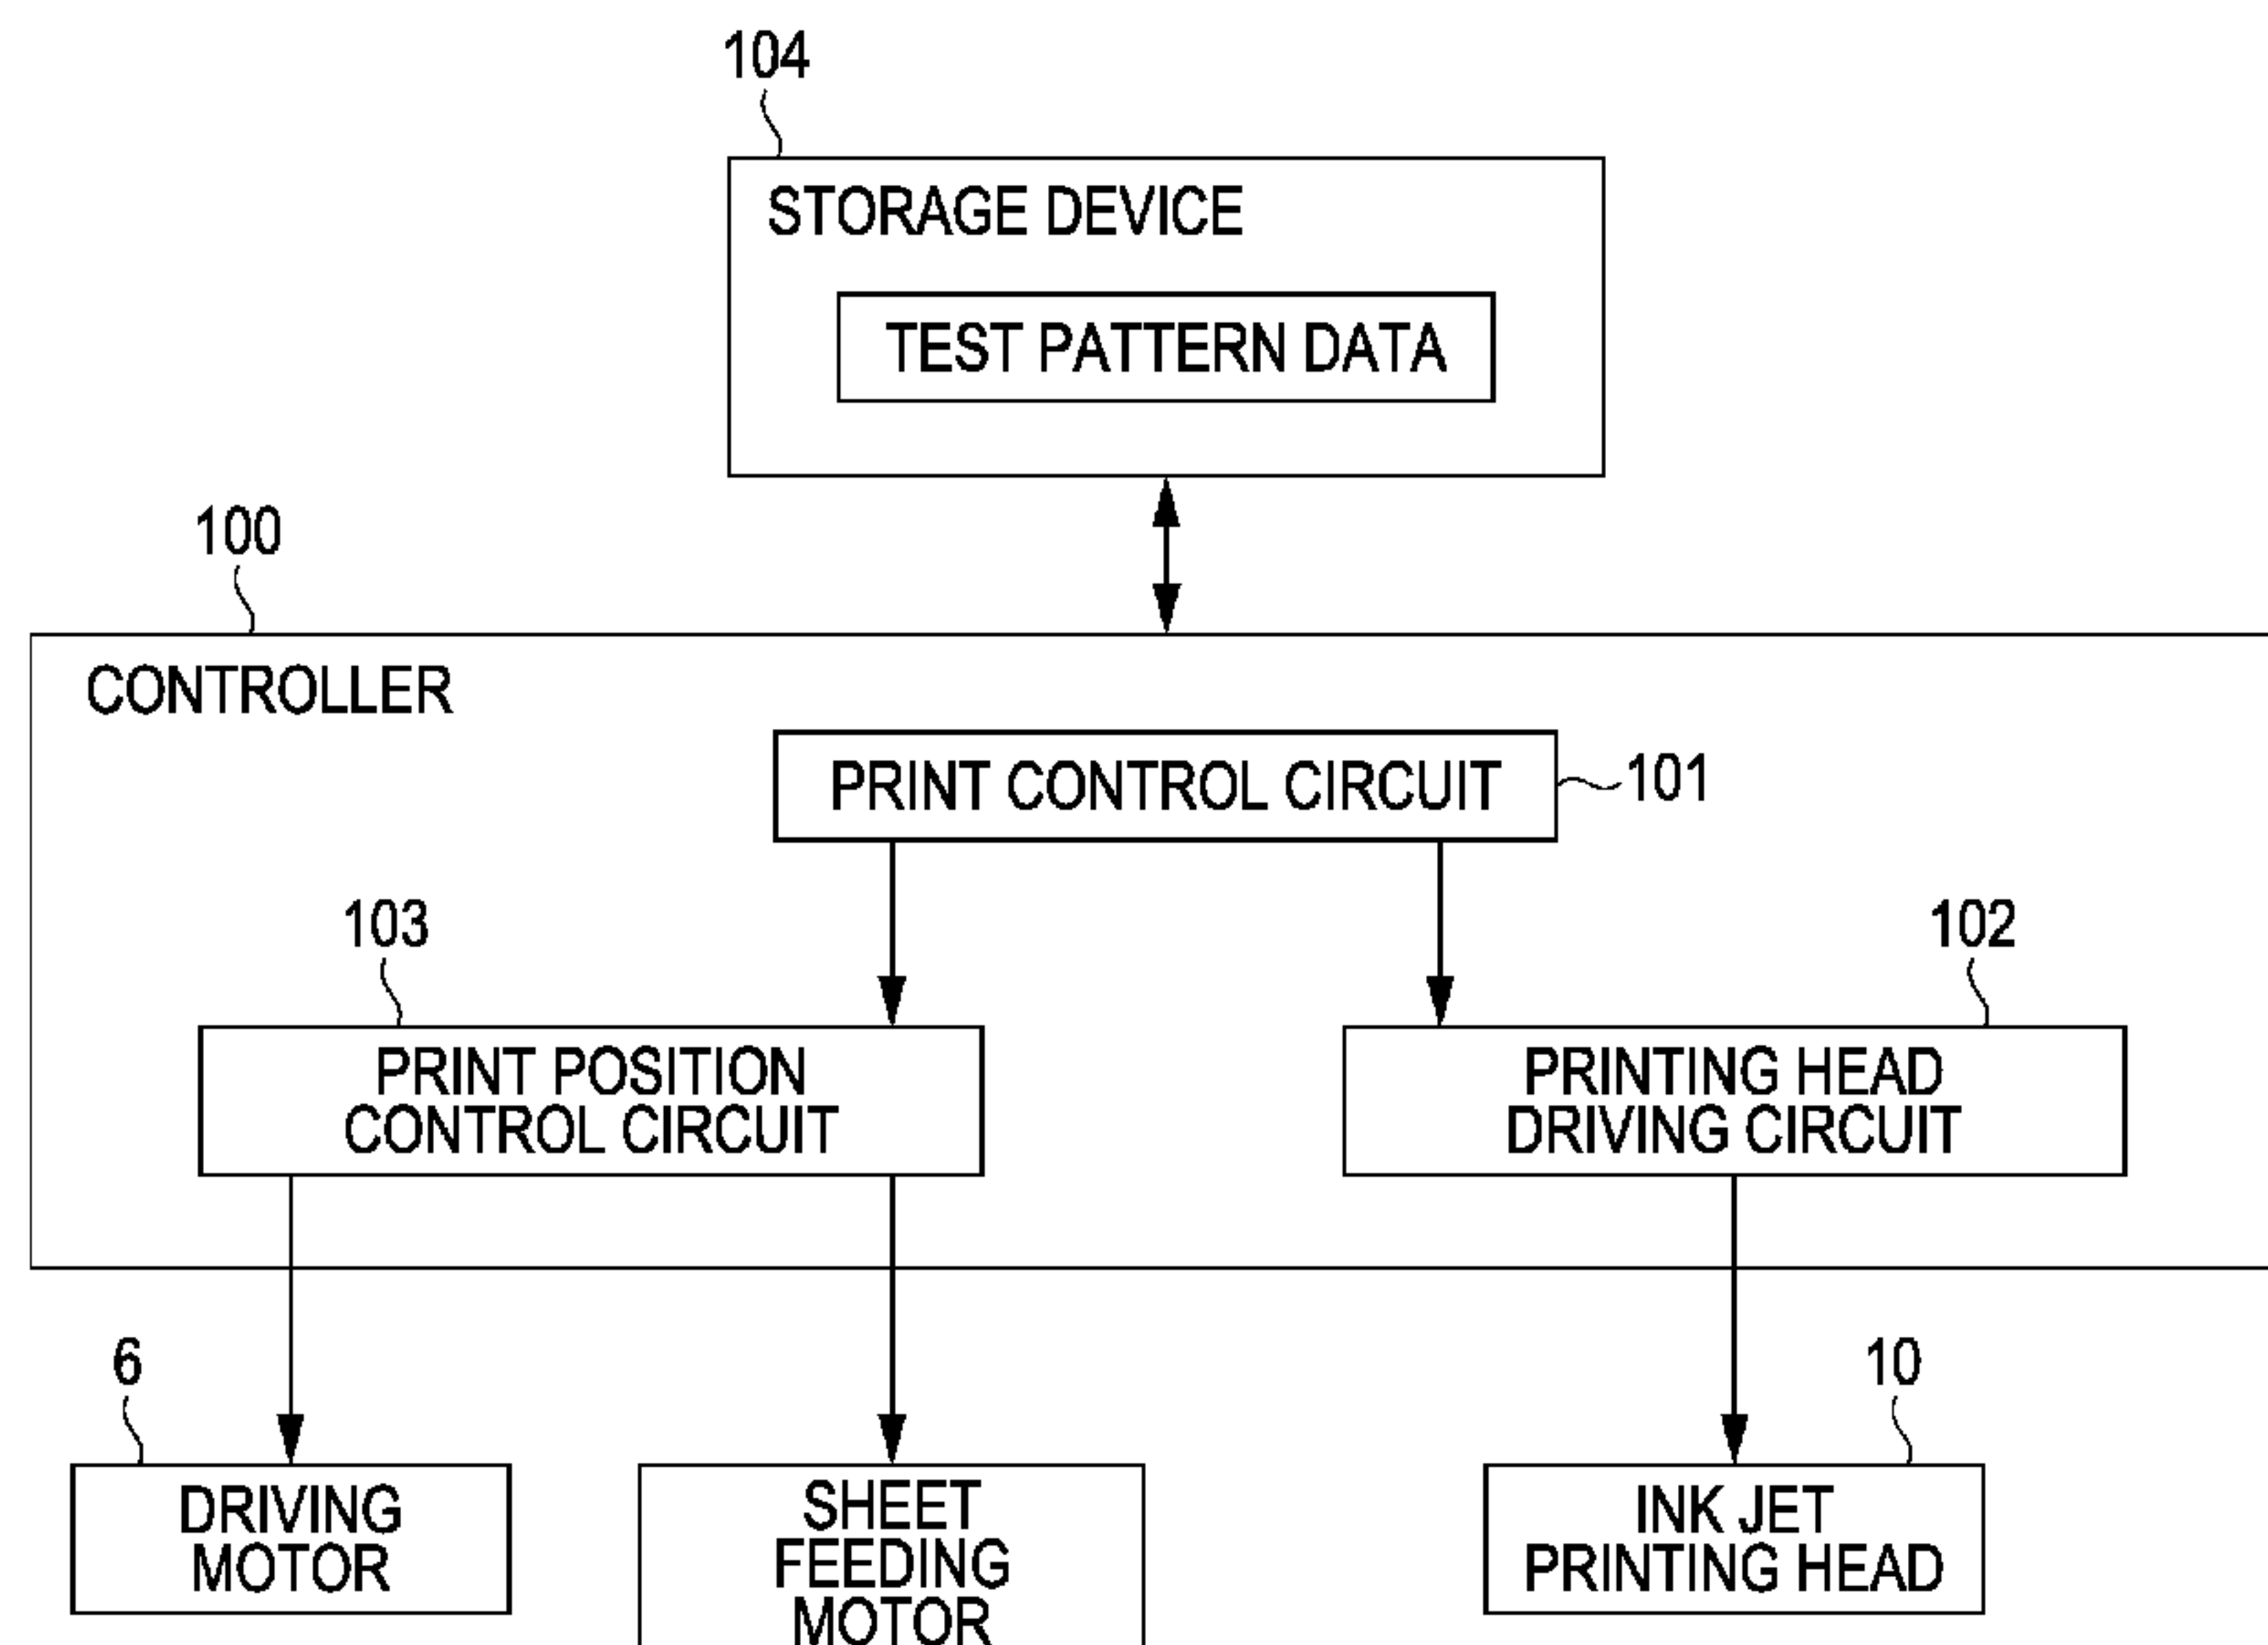 104
STORAGE DEVICE
TEST PATTERN DATA
100
CONTROLLER
PRINT CONTROL CIRCUIT
101
103
102
PRINT POSITION
CONTROL CIRCUIT
PRINTING HEAD
DRIVING CIRCUIT
6
10
DRIVING
MOTOR
SHEET
FEEDING
MOTOR
INK JET
PRINTING HEAD